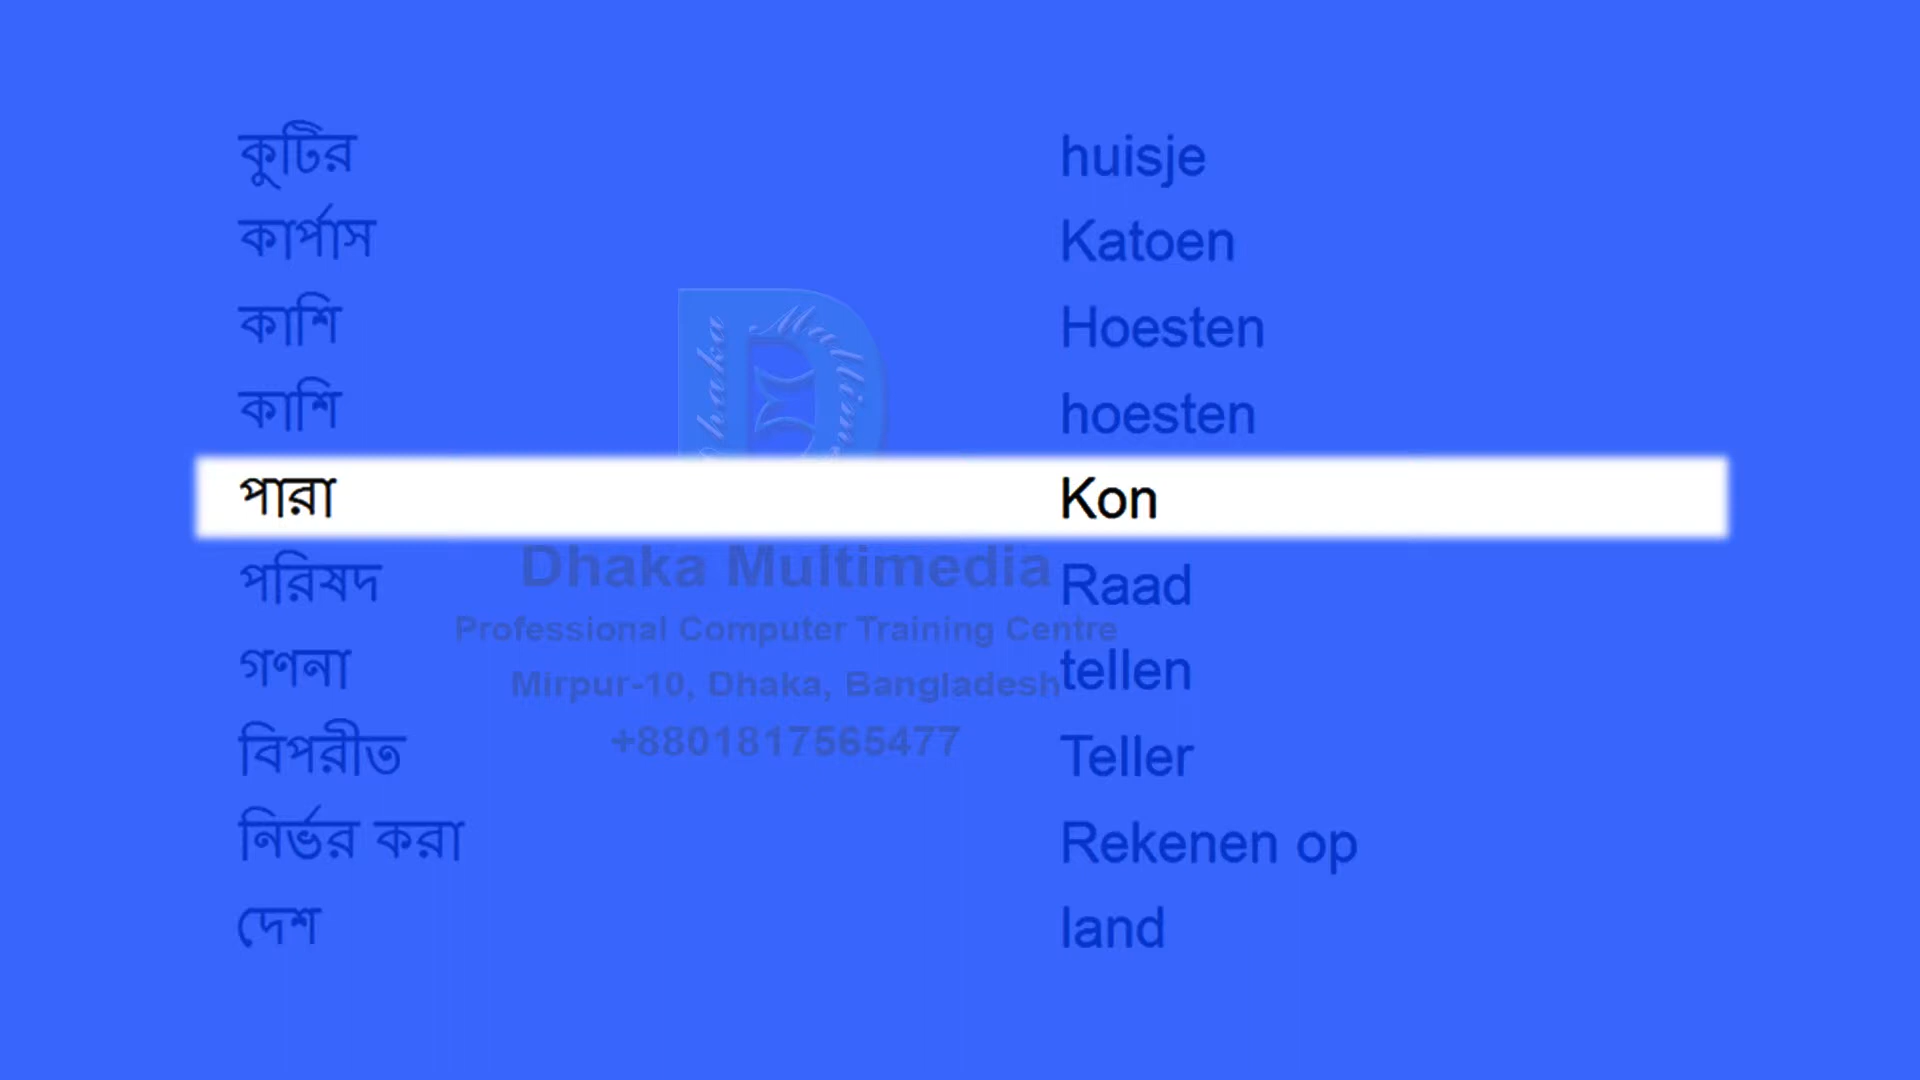 কুটির huisje
কার্পাস Katoen
কাশি Hoesten
কাশি hoesten
পারা Kon
Dhaka Multimedia
পরিষদ Raad
Professional Computer Training Centre
গণনা tellen
Mirpur-10, Dhaka, Bangladesh
বিপরীত Teller
+8801817565477
নির্ভর করা Rekenen op
দেশ land